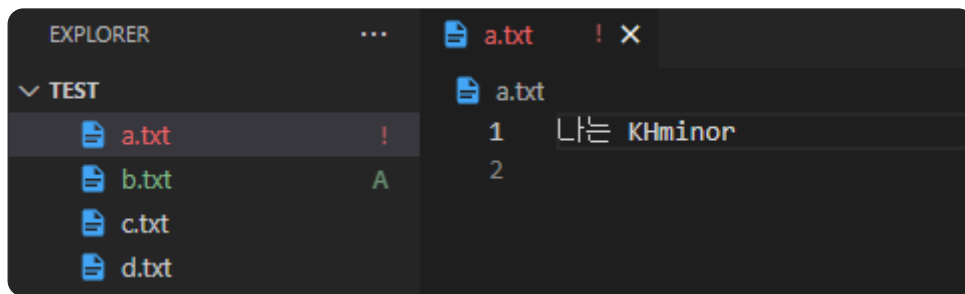 EXPLORER ...
TEST
a.txt !
b.txt A
c.txt
d.txt
a.txt !
a.txt
1 나는 KHminor
2